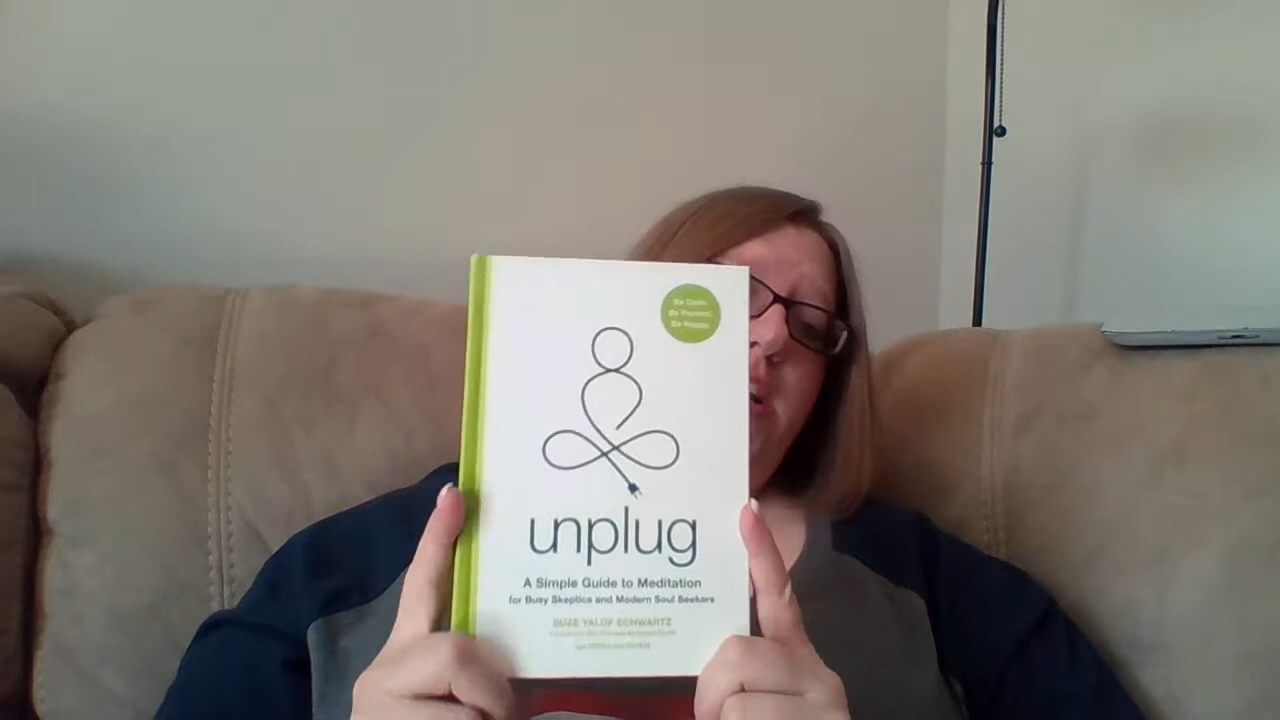 Be Calm.
Be Present.
Be Happy.
unplug
A Simple Guide to Meditation
for Busy Skeptics and Modern Soul Seekers
SUZE YALOF SCHWARTZ